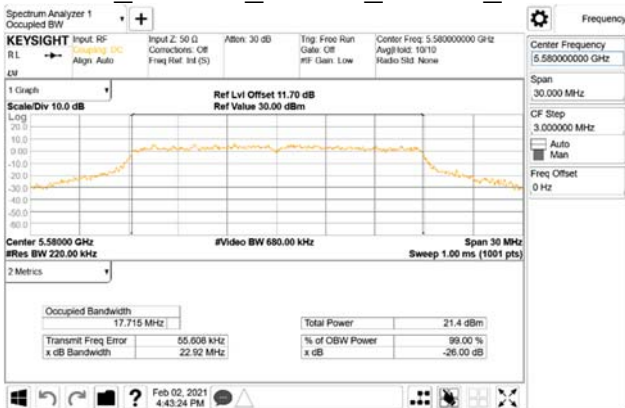 Spectrum Analyzer 1
Occupied BW
+
Frequency
KEYSIGHT Input: RF Input Z: 50 Ω Atten: 30 dB Trig: Free Run Center Freq: 5.580000000 GHz
RL Coupling: DC Corrections: Off Gate: Off Avg|Hold: 10/10
Align: Auto Freq Ref: Int (S) #IF Gain: Low Radio Std: None
Center Frequency
5.580000000 GHz
Span
30.000 MHz
CF Step
3.000000 MHz
Auto
Man
Freq Offset
0 Hz
1 Graph
Ref Lvl Offset 11.70 dB
Scale/Div 10.0 dB Ref Value 30.00 dBm
Log
20.0
10.0
0.00
-10.0
-20.0
-30.0
-40.0
-50.0
-60.0
Center 5.58000 GHz #Video BW 680.00 kHz Span 30 MHz
#Res BW 220.00 kHz Sweep 1.00 ms (1001 pts)
2 Metrics
Occupied Bandwidth
17.715 MHz Total Power 21.4 dBm
Transmit Freq Error 55.608 kHz % of OBW Power 99.00 %
x dB Bandwidth 22.92 MHz x dB -26.00 dB
? Feb 02, 2021
4:43:24 PM